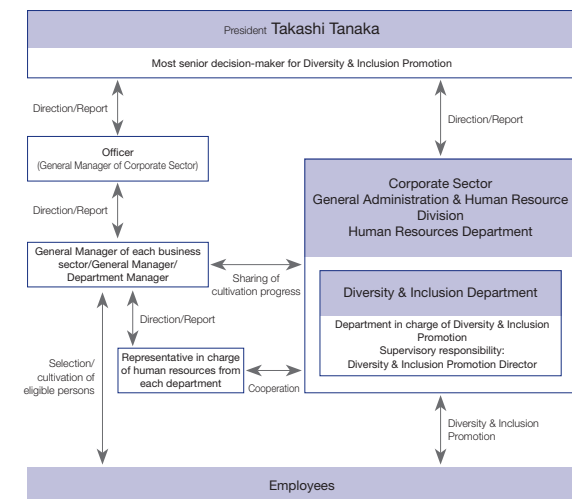 President Takashi Tanaka
Most senior decision-maker for Diversity & Inclusion Promotion
Direction/Report
Direction/Report
Officer
(General Manager of Corporate Sector)
Corporate Sector
General Administration & Human Resource
Division
Human Resources Department
Direction/Report
General Manager of each business
sector/General Manager/
Department Manager
Sharing of
cultivation progress
Diversity & Inclusion Department
Department in charge of Diversity & Inclusion
Promotion
Supervisory responsibility:
Diversity & Inclusion Promotion Director
Direction/Report
Representative in charge
of human resources from
each department
Cooperation
Selection/
cultivation of
eligible persons
Diversity & Inclusion
Promotion
Employees